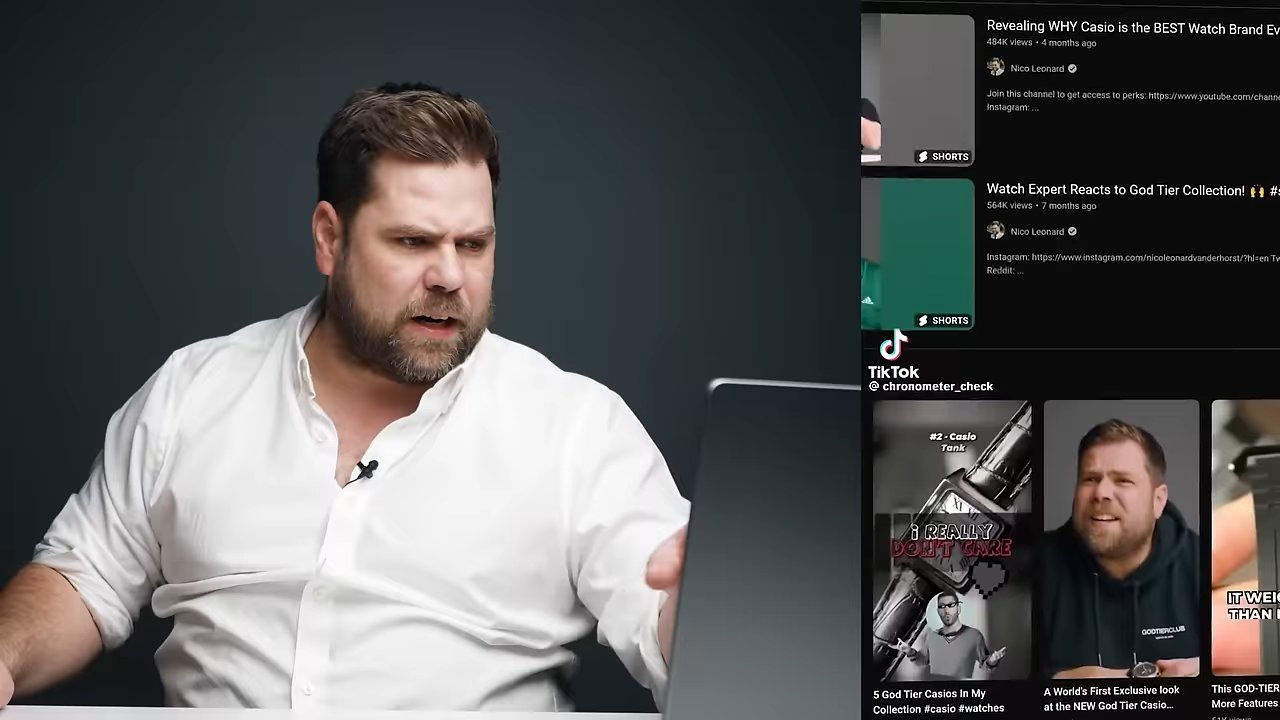 Revealing WHY Casio is the BEST Watch Brand Ev
484K views • 4 months ago
Nico Leonard
Join this channel to get access to perks: https://www.youtube.com/channe
Instagram: ...
SHORTS
Watch Expert Reacts to God Tier Collection! 🙌 #s
564K views • 7 months ago
Nico Leonard
Instagram: https://www.instagram.com/nicoleonardvanderhorst/?hl=en Tw
Reddit: ...
SHORTS
TikTok
@ chronometer_check
#2 - Casio
Tank
I REALLY
DON'T CARE
GODTIERCLUB
IT WEIG
THAN
5 God Tier Casios In My
Collection #casio #watches
A World's First Exclusive look
at the NEW God Tier Casio...
This GOD-TIER
More Features
51K views